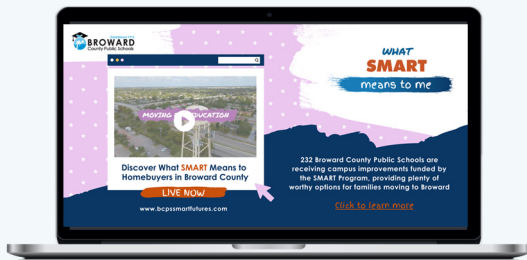 BROWARD
County Public Schools
MOVING
EDUCATION
Discover What SMART Means to
Homebuyers in Broward County
LIVE NOW
www.bcpssmartfutures.com
WHAT
SMART
means to me
232 Broward County Public Schools are
receiving campus improvements funded by
the SMART Program, providing plenty of
worthy options for families moving to Broward
Click to learn more